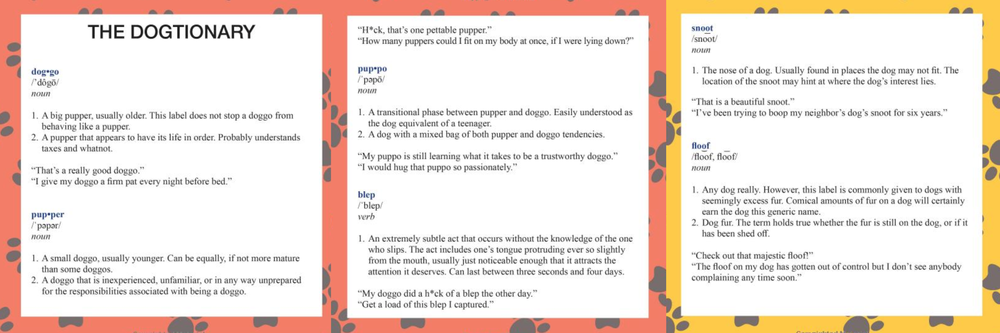 THE DOGTIONARY
dog•go
/ʼdôgō/
noun
1. A big pupper, usually older. This label does not stop a doggo from
behaving like a pupper.
2. A pupper that appears to have its life in order. Probably understands
taxes and whatnot.
“That’s a really good doggo.”
“I give my doggo a firm pat every night before bed.”
pup•per
/ˈpəpər/
noun
1. A small doggo, usually younger. Can be equally, if not more mature
than some doggos.
2. A doggo that is inexperienced, unfamiliar, or in any way unprepared
for the responsibilities associated with being a doggo.
“H*ck, that’s one pettable pupper.”
“How many puppers could I fit on my body at once, if I were lying down?”
pup•po
/ˈpəpō/
noun
1. A transitional phase between pupper and doggo. Easily understood as
the dog equivalent of a teenager.
2. A dog with a mixed bag of both pupper and doggo tendencies.
“My puppo is still learning what it takes to be a trustworthy doggo.”
“I would hug that puppo so passionately.”
blep
/ˈblep/
verb
1. An extremely subtle act that occurs without the knowledge of the one
who slips. The act includes one’s tongue protruding ever so slightly
from the mouth, usually just noticeable enough that it attracts the
attention it deserves. Can last between three seconds and four days.
“My doggo did a h*ck of a blep the other day.”
“Get a load of this blep I captured.”
snoot
/sno͞ot/
noun
1. The nose of a dog. Usually found in places the dog may not fit. The
location of the snoot may hint at where the dog’s interest lies.
“That is a beautiful snoot.”
“I’ve been trying to boop my neighbor’s dog’s snoot for six years.”
floof
/flo͝of, flo͞of/
noun
1. Any dog really. However, this label is commonly given to dogs with
seemingly excess fur. Comical amounts of fur on a dog will certainly
earn the dog this generic name.
2. Dog fur. The term holds true whether the fur is still on the dog, or if it
has been shed off.
“Check out that majestic floof!”
“The floof on my dog has gotten out of control but I don’t see anybody
complaining any time soon.”